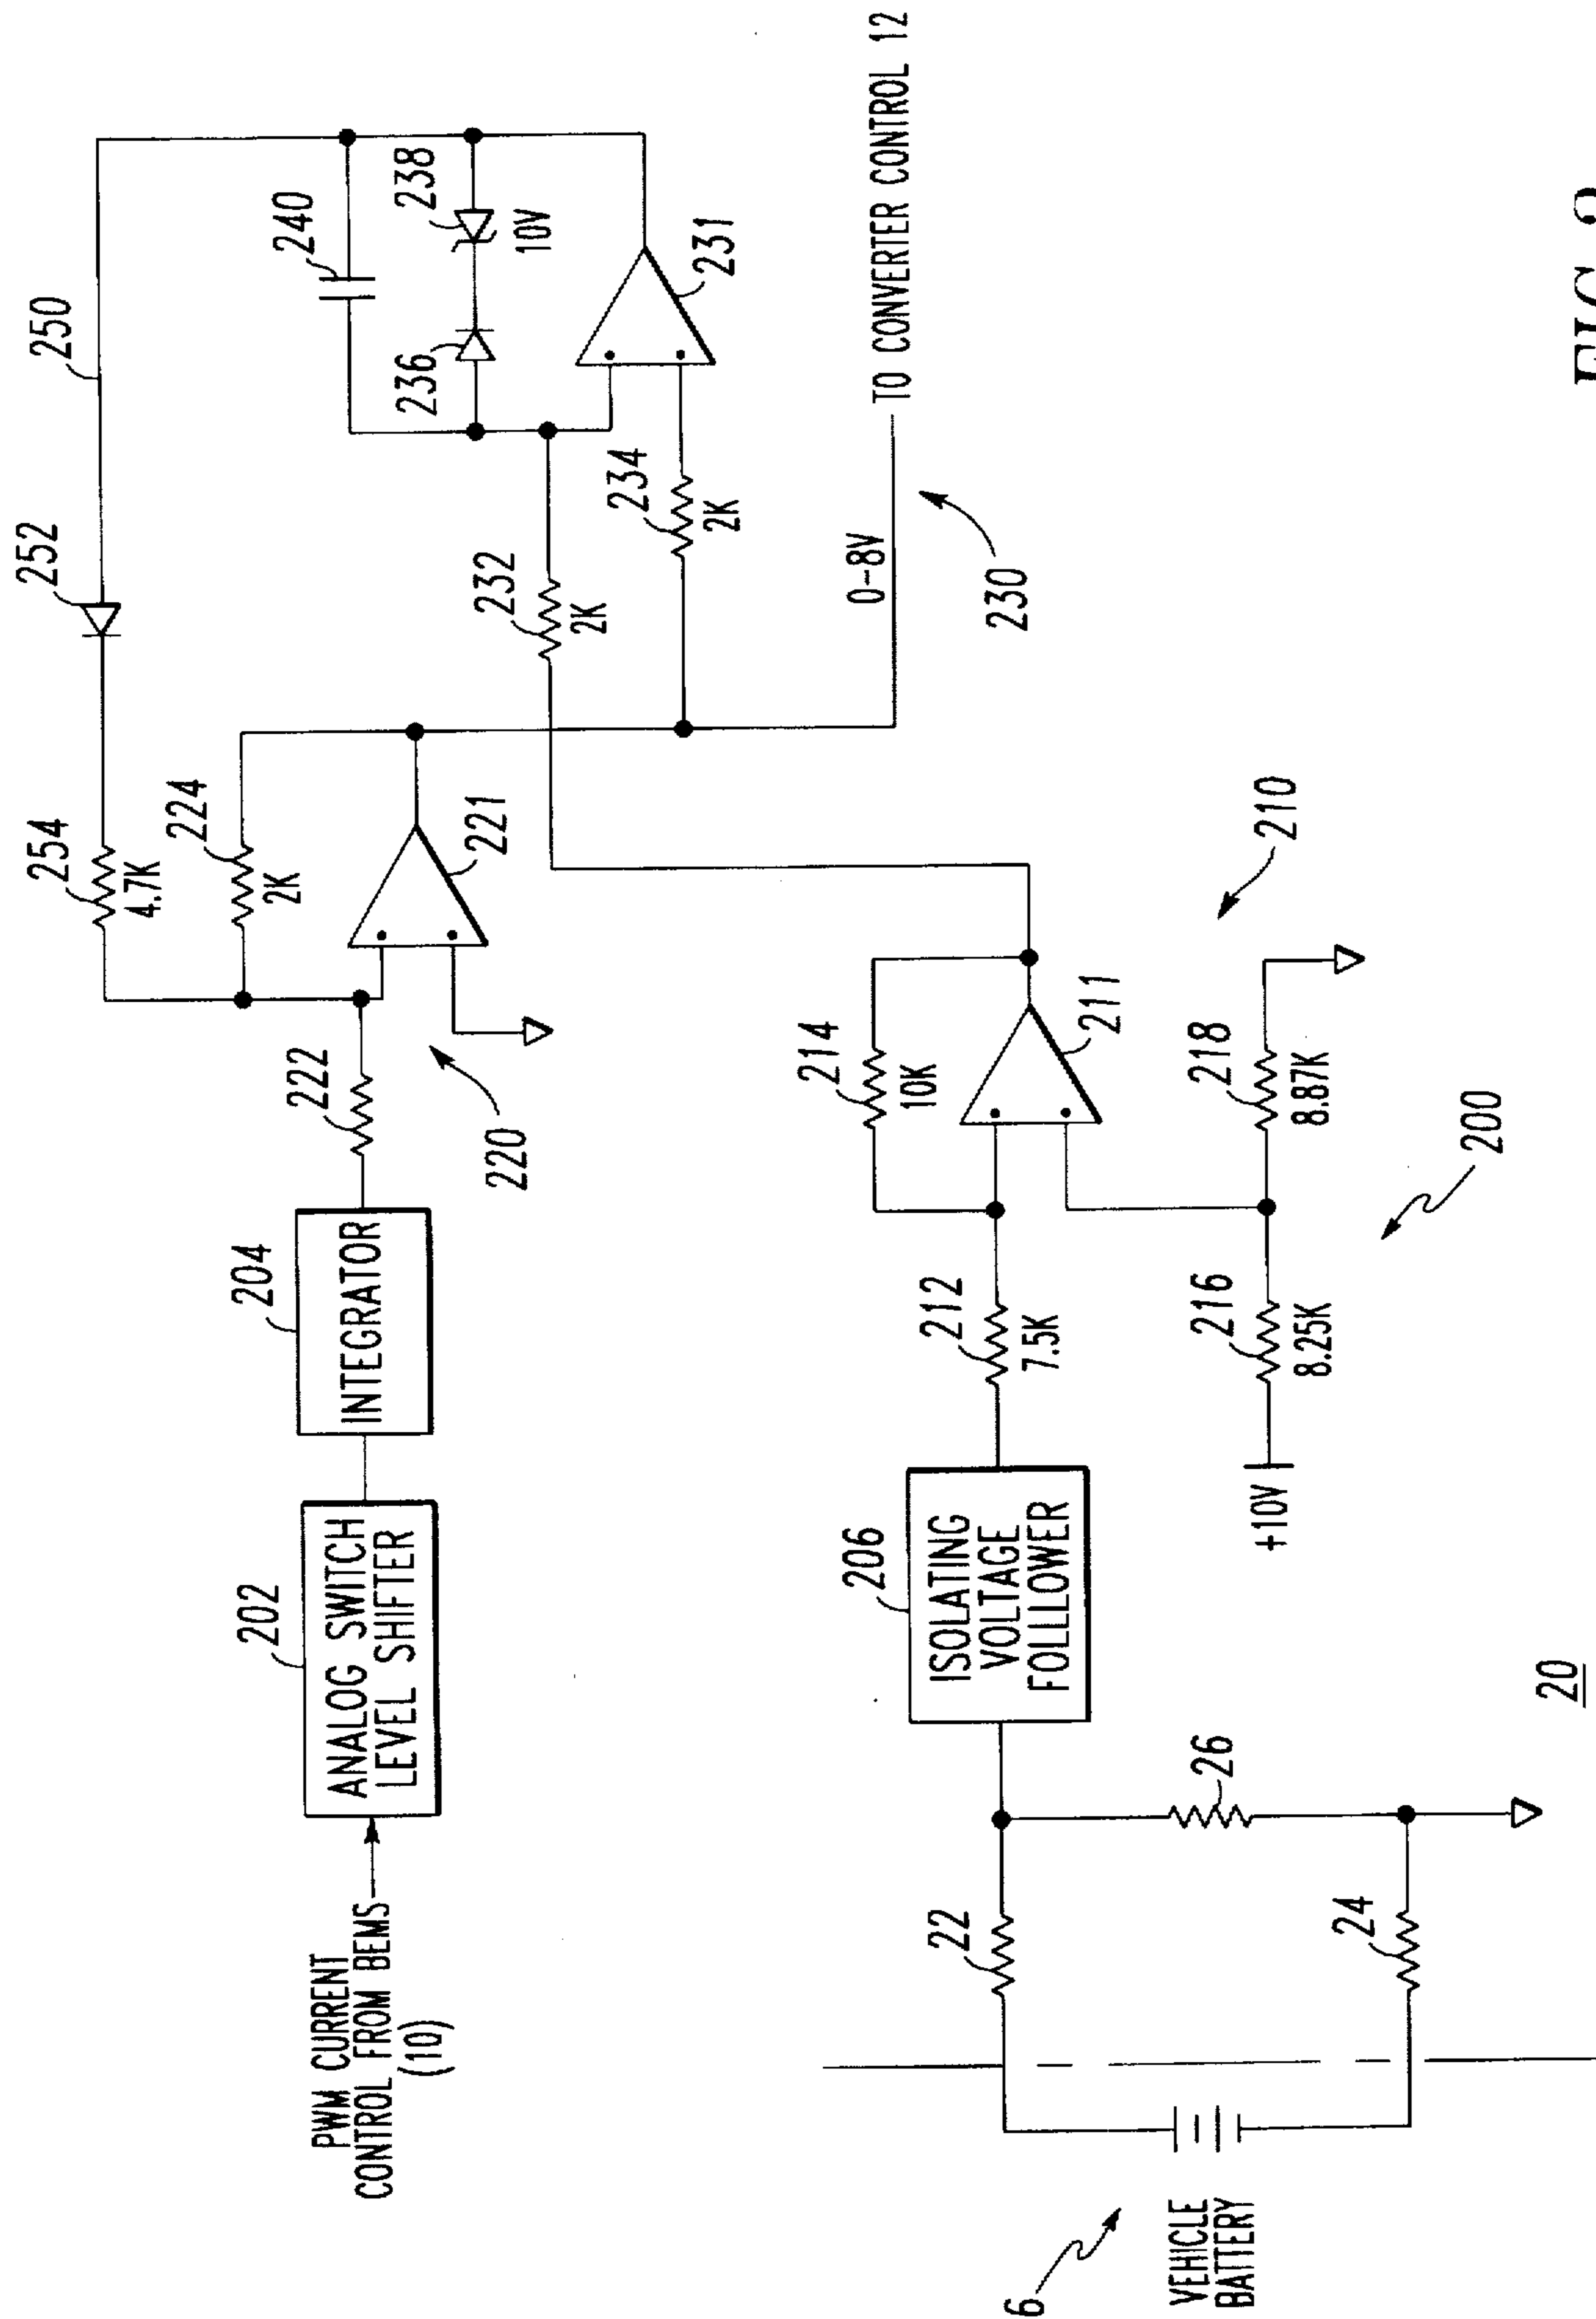 PWM CURRENT
CONTROL FROM BEMS
(10)
202
ANALOG SWITCH
LEVEL SHIFTER
204
INTEGRATOR
222
220
254
4.7K
224
2K
221
252
250
240
236
238
10V
231
232
2K
234
2K
0-8V
TO CONVERTER CONTROL 12
230
6
VEHICLE
BATTERY
22
24
26
206
ISOLATING
VOLTAGE
FOLLLOWER
212
7.5K
214
10K
211
210
+10V
216
8.25K
218
8.87K
200
20